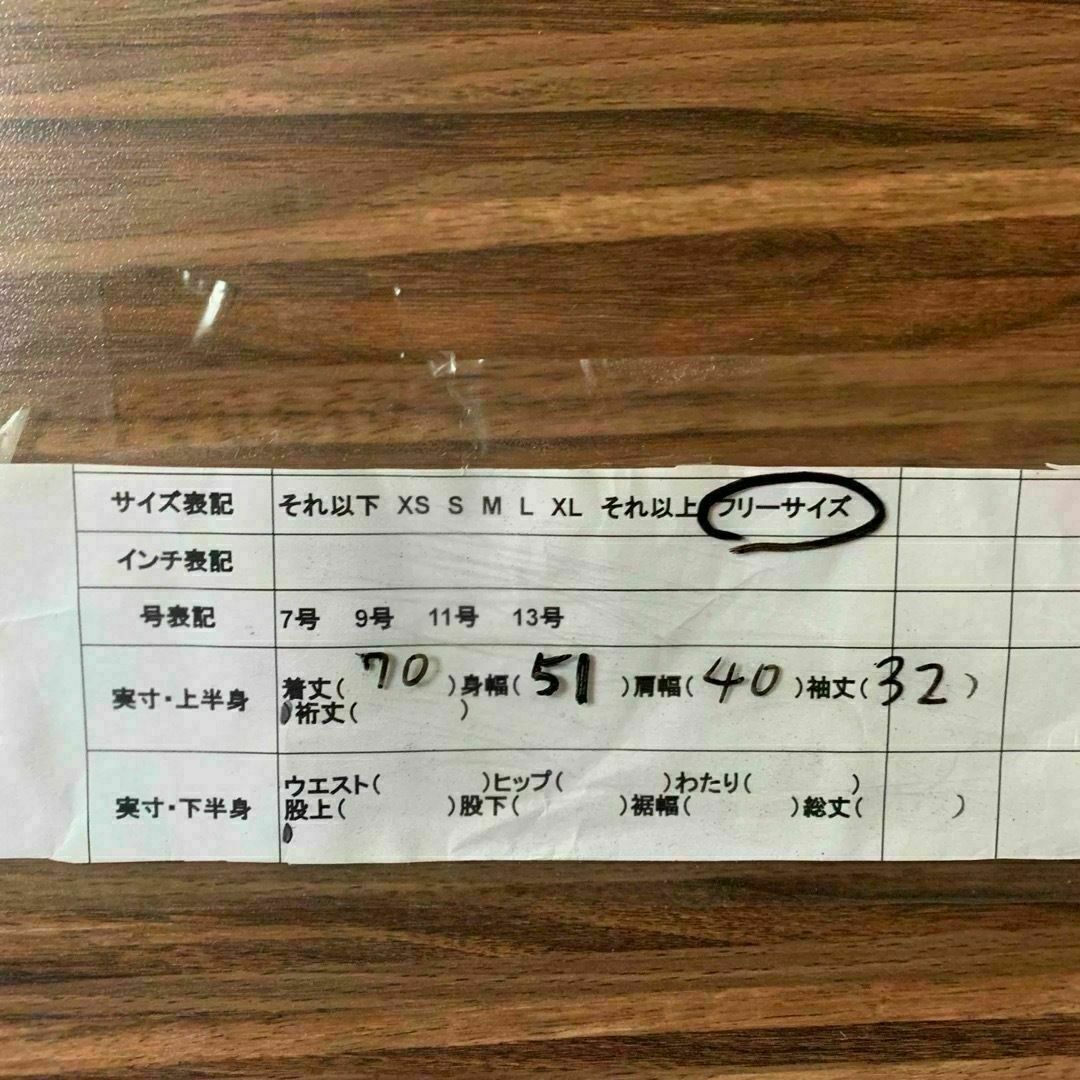 サイズ表記 それ以下 XS S M L XL それ以上 フリーサイズ
インチ表記
号表記 7号 9号 11号 13号
実寸・上半身 着丈( 70 )身幅( 51 )肩幅( 40 )袖丈( 32 )
裄丈( )
実寸・下半身 ウエスト( )ヒップ( )わたり( )
股上( )股下( )裾幅( )総丈( )